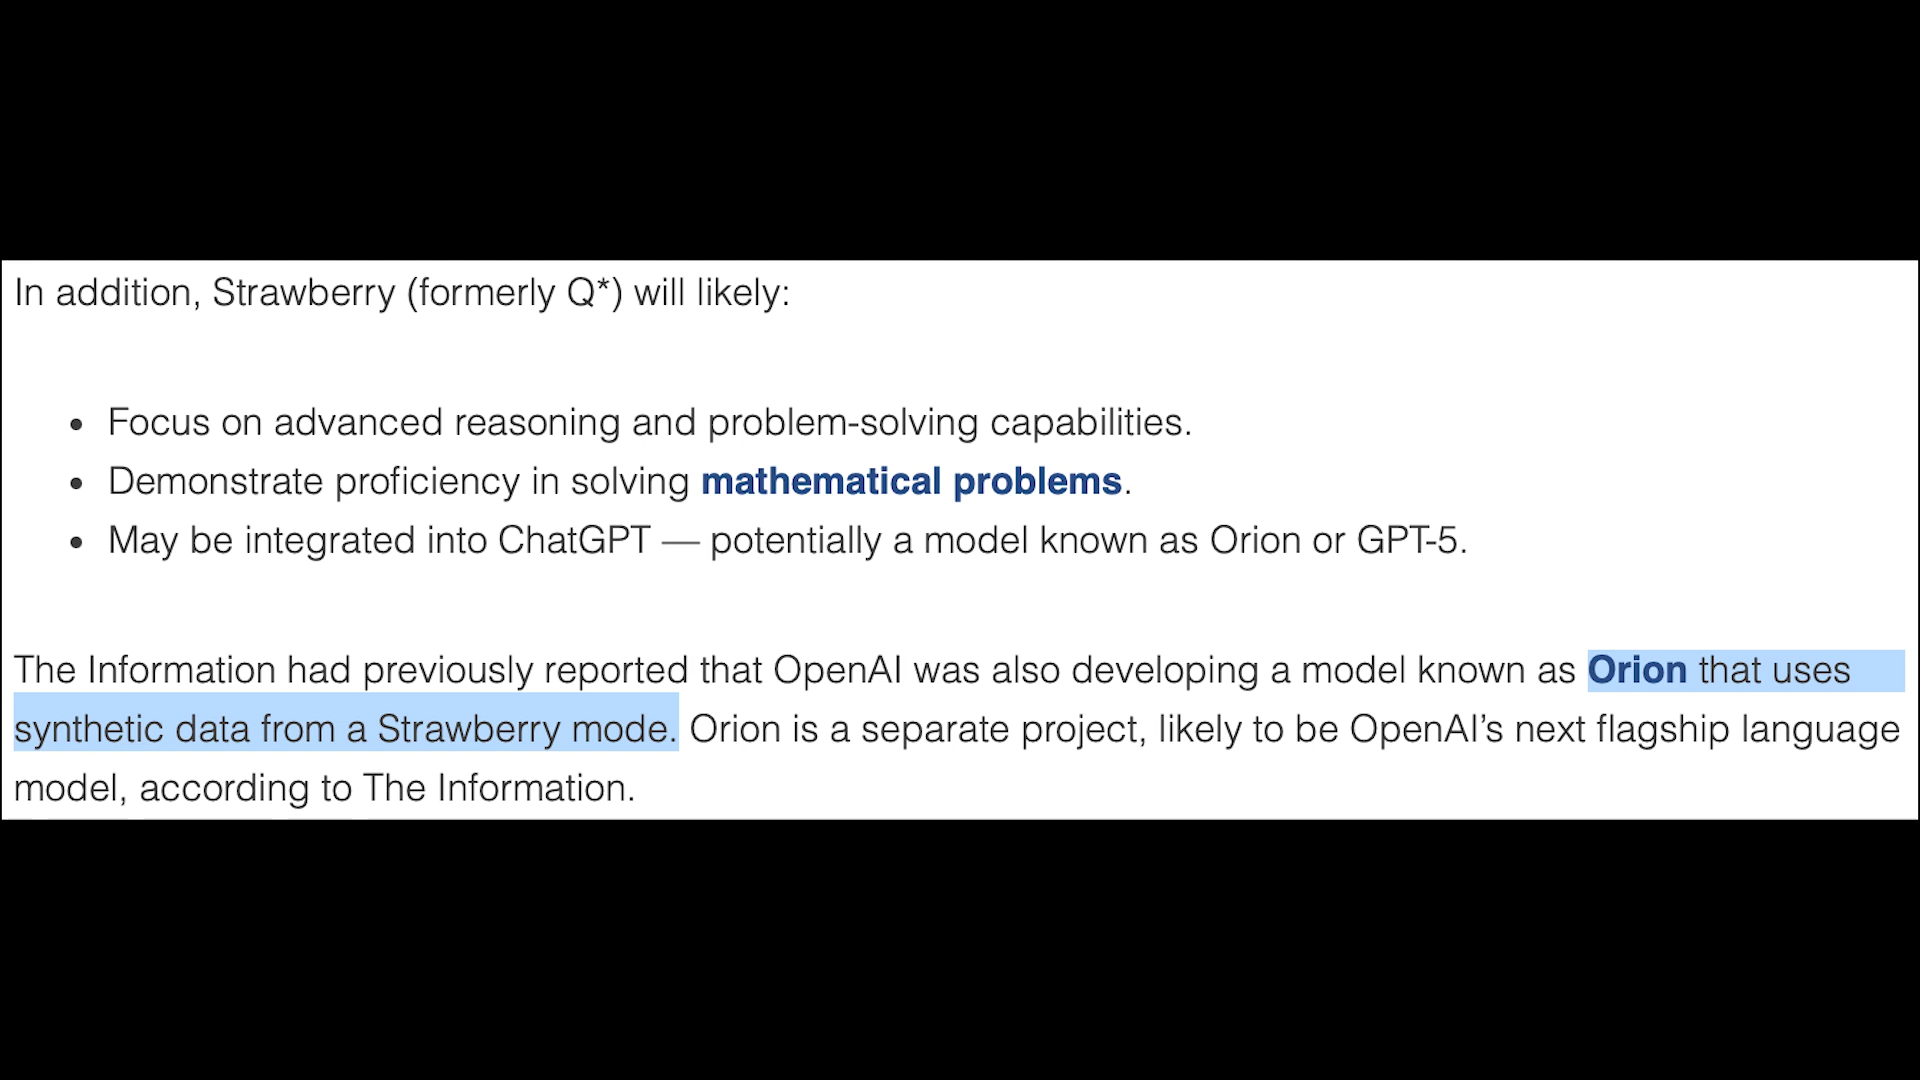 In addition, Strawberry (formerly Q*) will likely:
• Focus on advanced reasoning and problem-solving capabilities.
• Demonstrate proficiency in solving mathematical problems.
• May be integrated into ChatGPT — potentially a model known as Orion or GPT-5.
The Information had previously reported that OpenAI was also developing a model known as Orion that uses
synthetic data from a Strawberry mode. Orion is a separate project, likely to be OpenAI’s next flagship language
model, according to The Information.